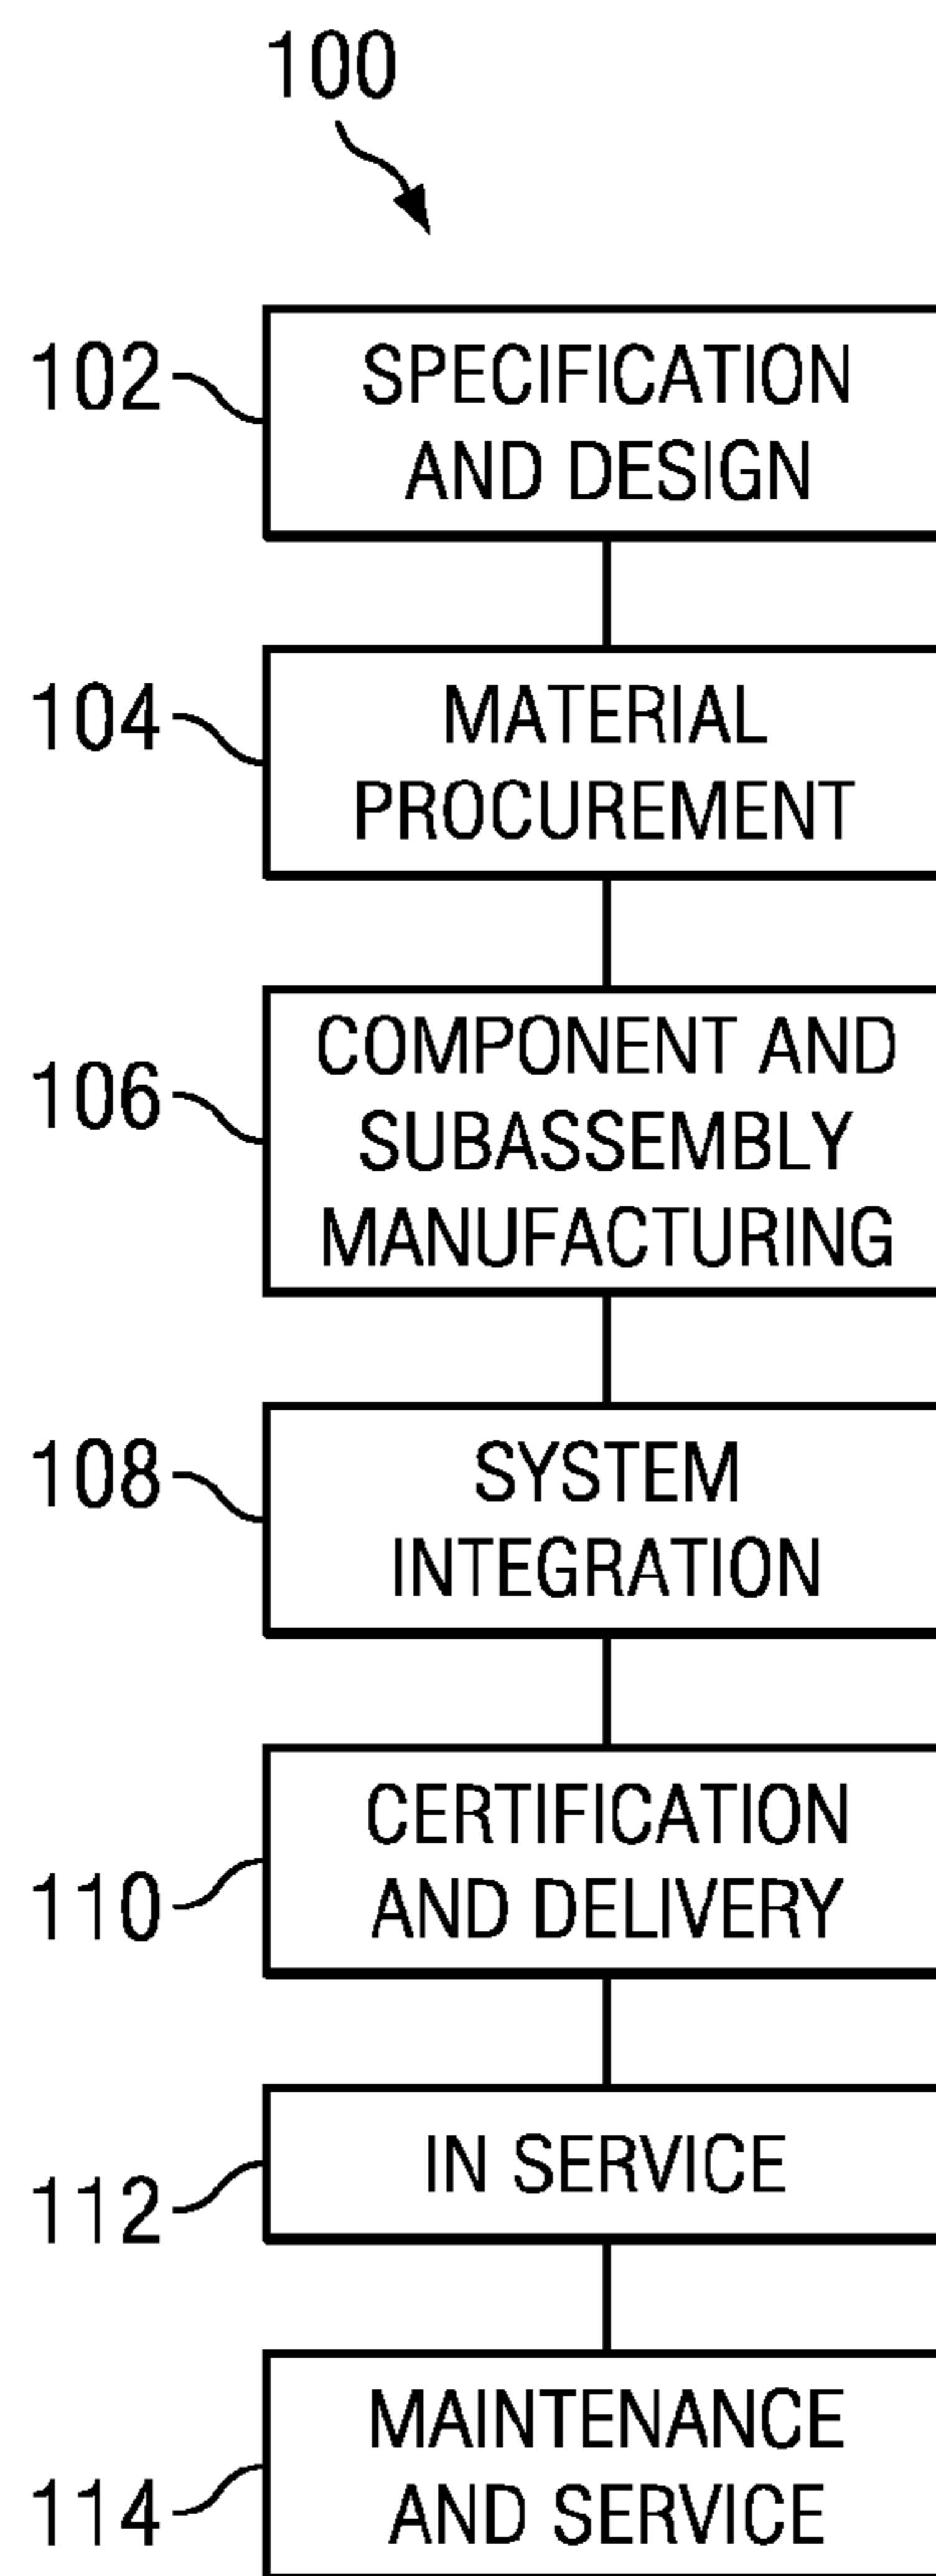 100
102
SPECIFICATION
AND DESIGN
104
MATERIAL
PROCUREMENT
106
COMPONENT AND
SUBASSEMBLY
MANUFACTURING
108
SYSTEM
INTEGRATION
110
CERTIFICATION
AND DELIVERY
112
IN SERVICE
114
MAINTENANCE
AND SERVICE